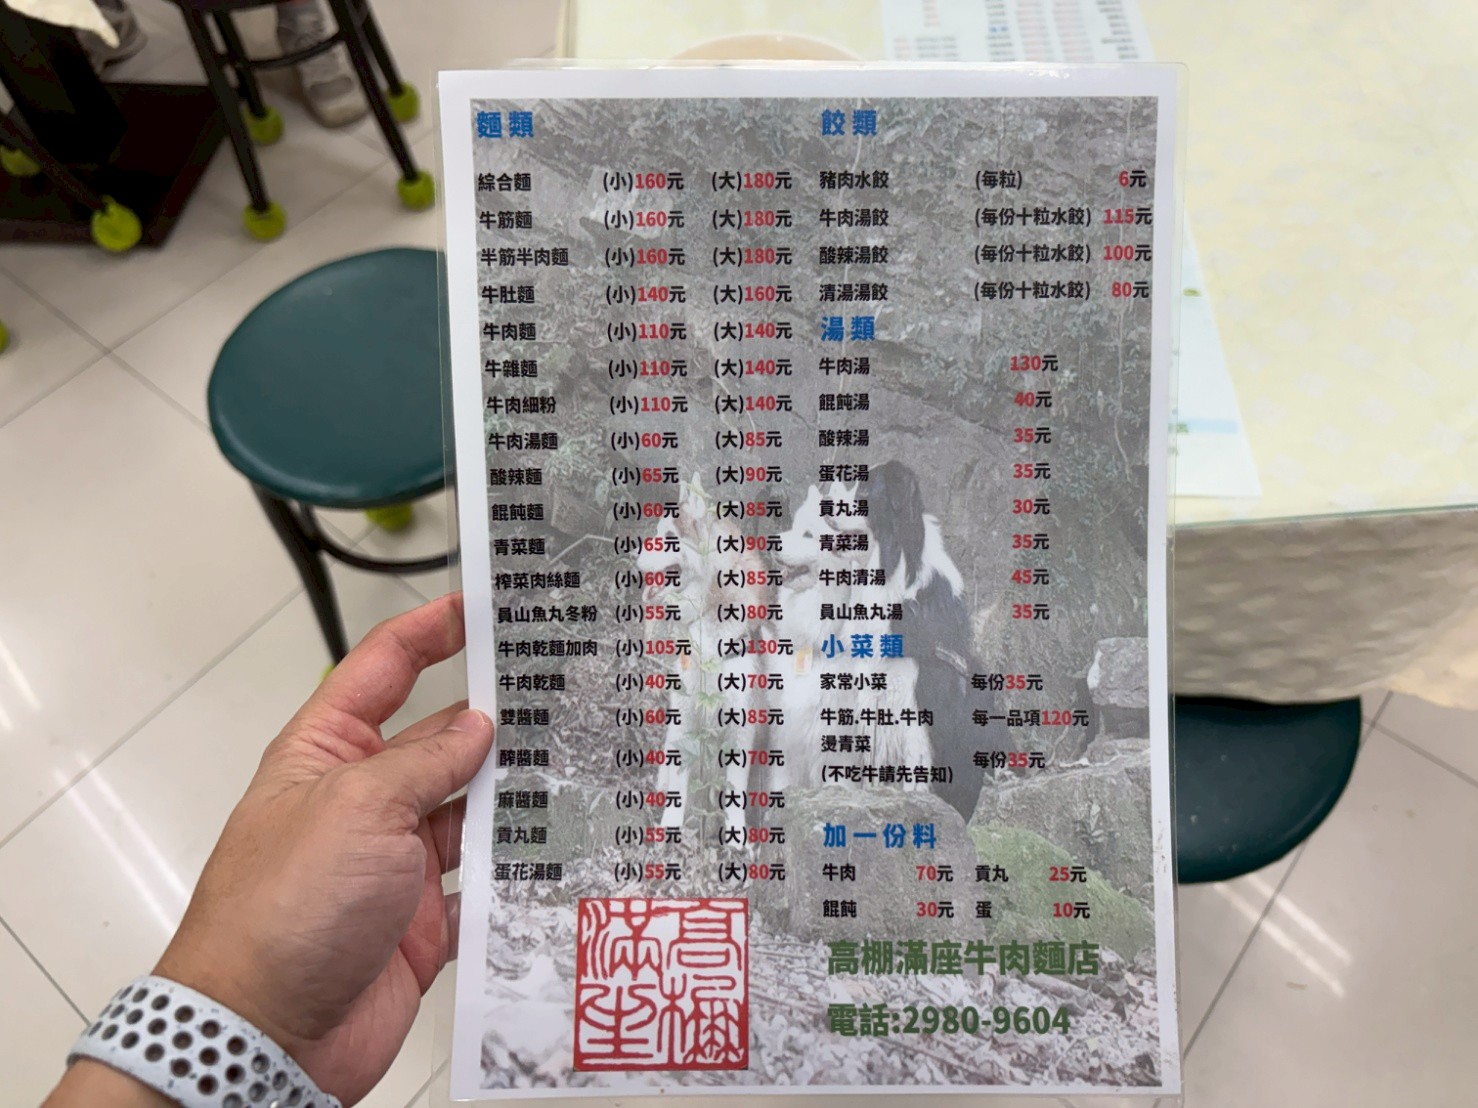 麵類
綜合麵 (小)160元 (大)180元
牛筋麵 (小)160元 (大)180元
半筋半肉麵 (小)160元 (大)180元
牛肚麵 (小)140元 (大)160元
牛肉麵 (小)110元 (大)140元
牛雜麵 (小)110元 (大)140元
牛肉細粉 (小)110元 (大)140元
牛肉湯麵 (小)60元 (大)85元
酸辣麵 (小)65元 (大)90元
餛飩麵 (小)60元 (大)85元
青菜麵 (小)65元 (大)90元
榨菜肉絲麵 (小)60元 (大)85元
員山魚丸冬粉 (小)55元 (大)80元
牛肉乾麵加肉 (小)105元 (大)130元
牛肉乾麵 (小)40元 (大)70元
雙醬麵 (小)60元 (大)85元
醡醬麵 (小)40元 (大)70元
麻醬麵 (小)40元 (大)70元
貢丸麵 (小)55元 (大)80元
蛋花湯麵 (小)55元 (大)80元
高棚
滿座
餃類
豬肉水餃 (每粒) 6元
牛肉湯餃 (每份十粒水餃) 115元
酸辣湯餃 (每份十粒水餃) 100元
清湯湯餃 (每份十粒水餃) 80元
湯類
牛肉湯 130元
餛飩湯 40元
酸辣湯 35元
蛋花湯 35元
貢丸湯 30元
青菜湯 35元
牛肉清湯 45元
員山魚丸湯 35元
小菜類
家常小菜 每份35元
牛筋.牛肚.牛肉 每一品項120元
燙青菜 每份35元
(不吃牛請先告知)
加一份料
牛肉 70元 貢丸 25元
餛飩 30元 蛋 10元
高棚滿座牛肉麵店
電話:2980-9604